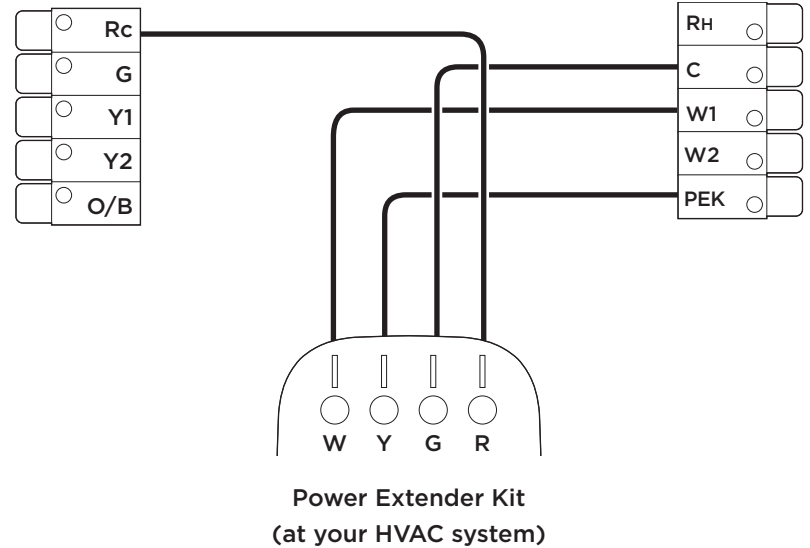 Rc
G
Y1
Y2
O/B
RH
C
W1
W2
PEK
W Y G R
Power Extender Kit
(at your HVAC system)